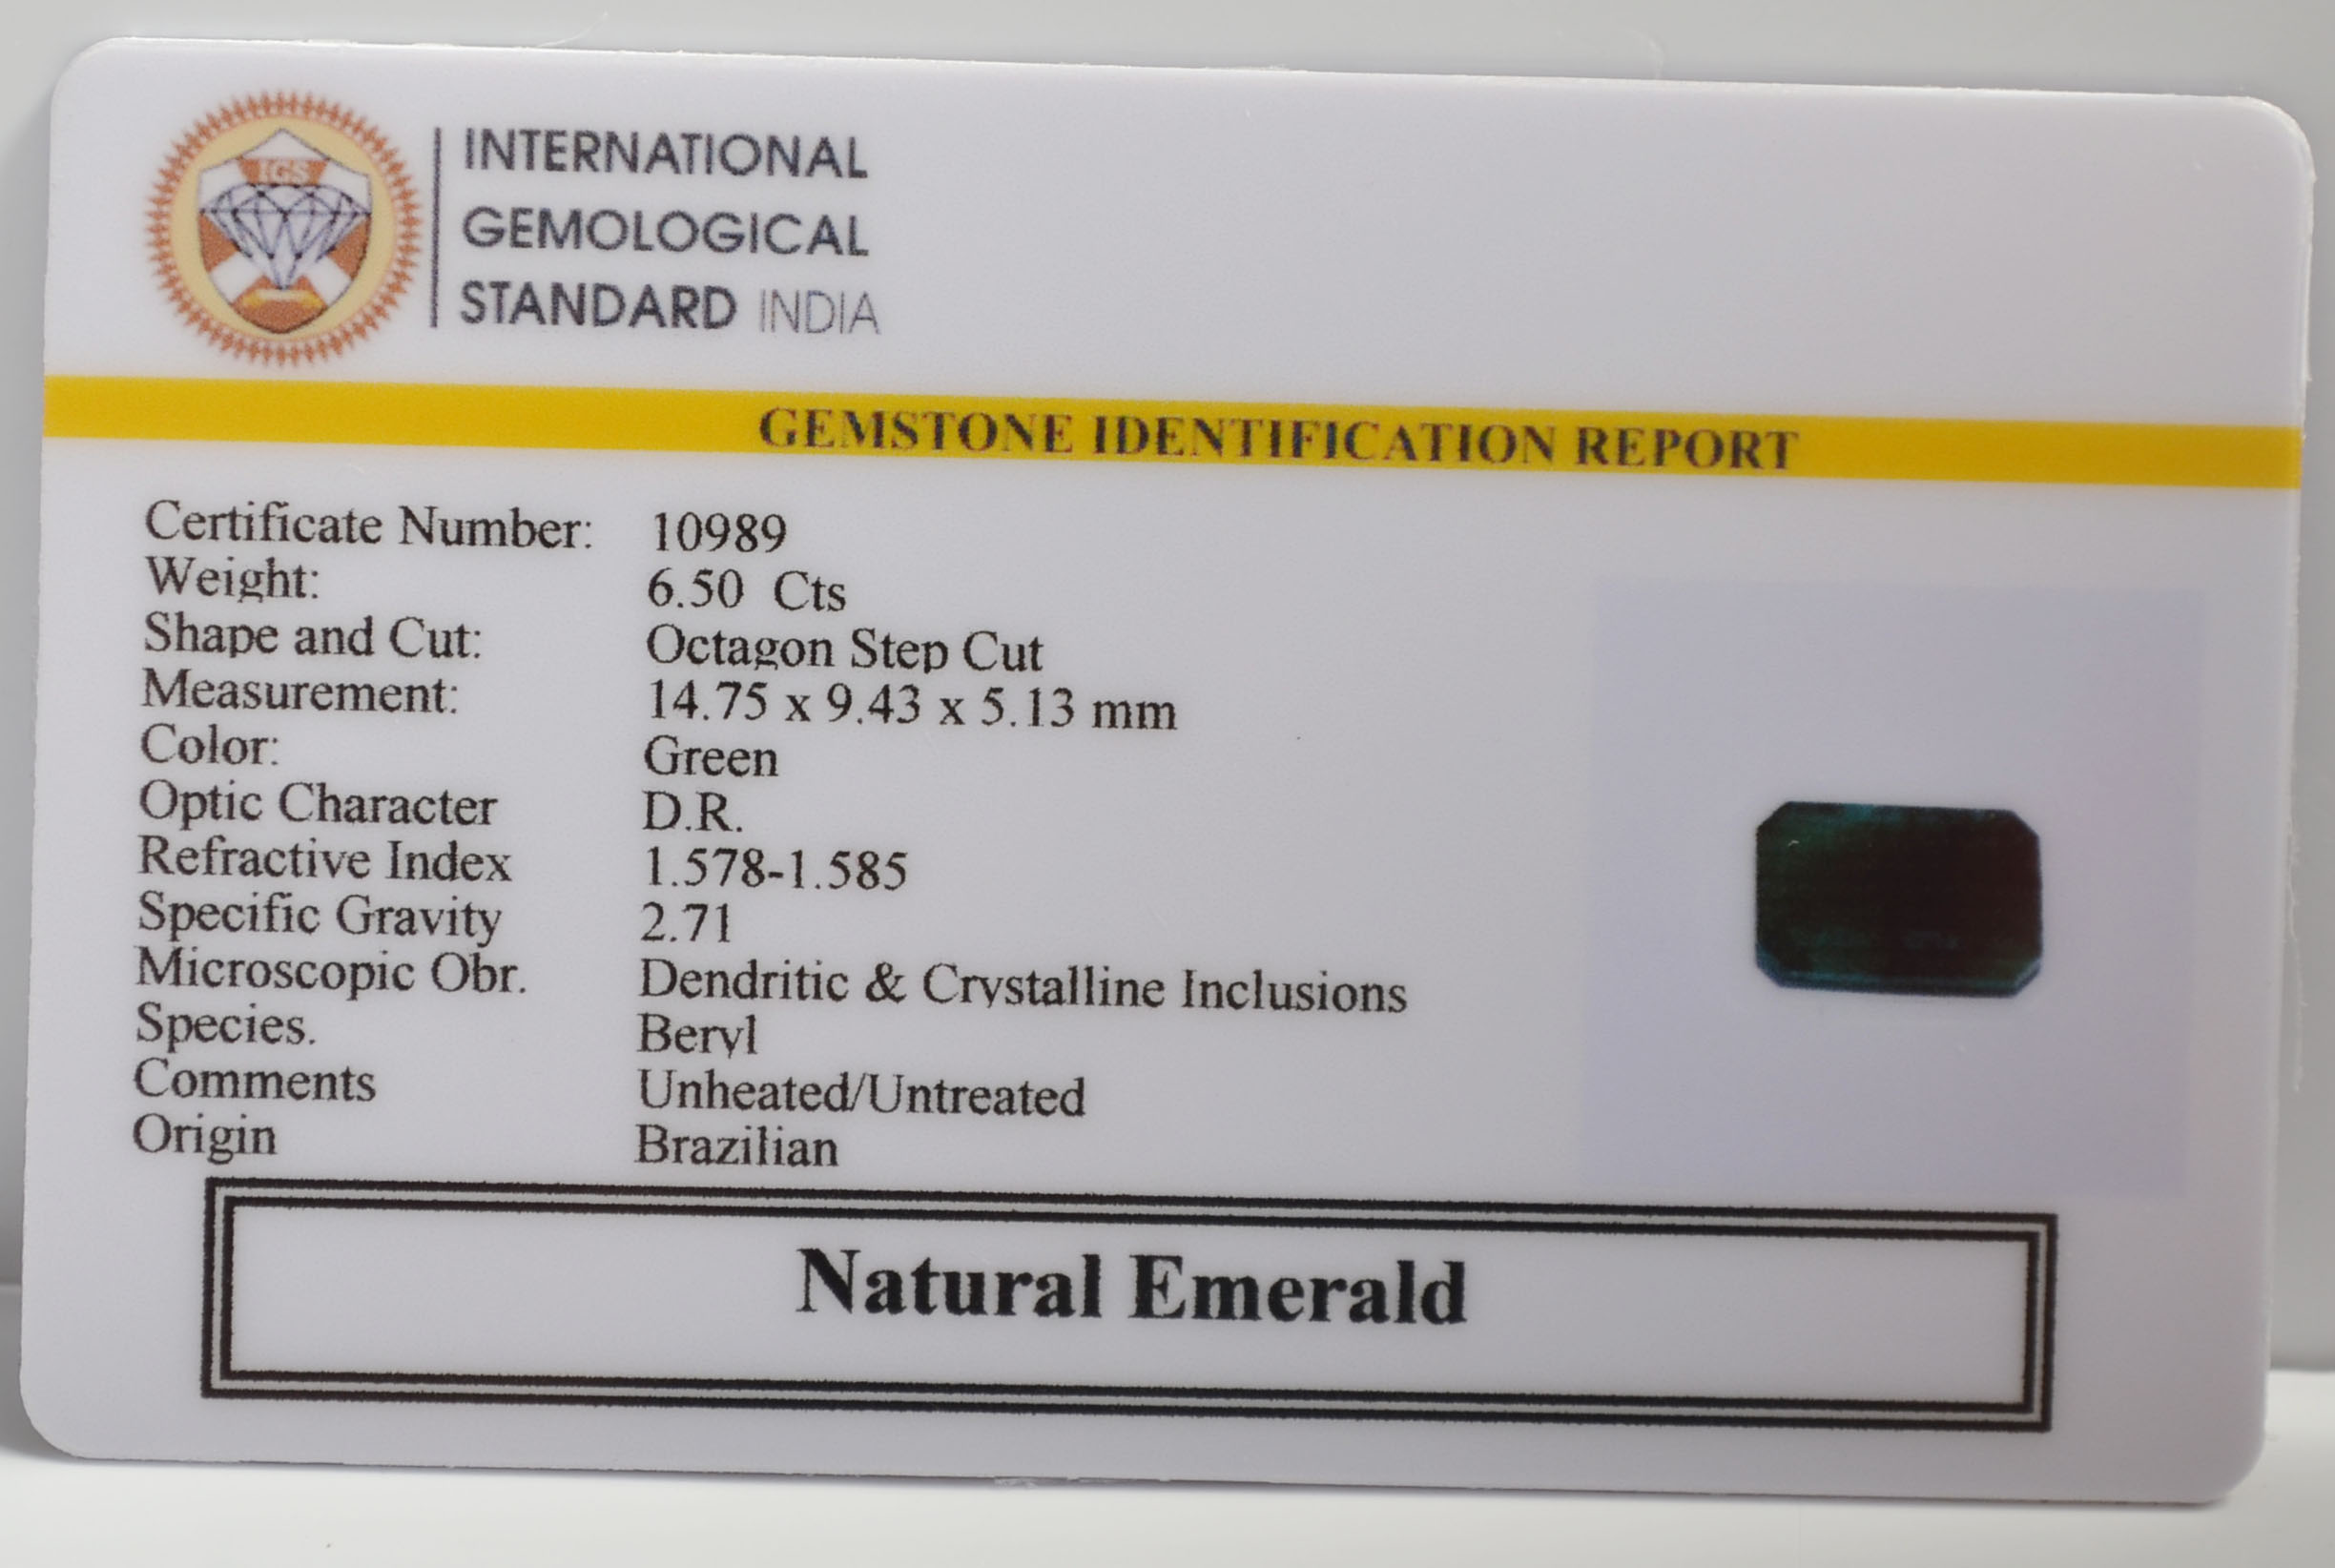 IGS
INTERNATIONAL
GEMOLOGICAL
STANDARD INDIA
GEMSTONE IDENTIFICATION REPORT
Certificate Number: 10989
Weight: 6.50 Cts
Shape and Cut: Octagon Step Cut
Measurement: 14.75 x 9.43 x 5.13 mm
Color: Green
Optic Character D.R.
Refractive Index 1.578-1.585
Specific Gravity 2.71
Microscopic Obr. Dendritic & Crystalline Inclusions
Species. Beryl
Comments Unheated/Untreated
Origin Brazilian
Natural Emerald